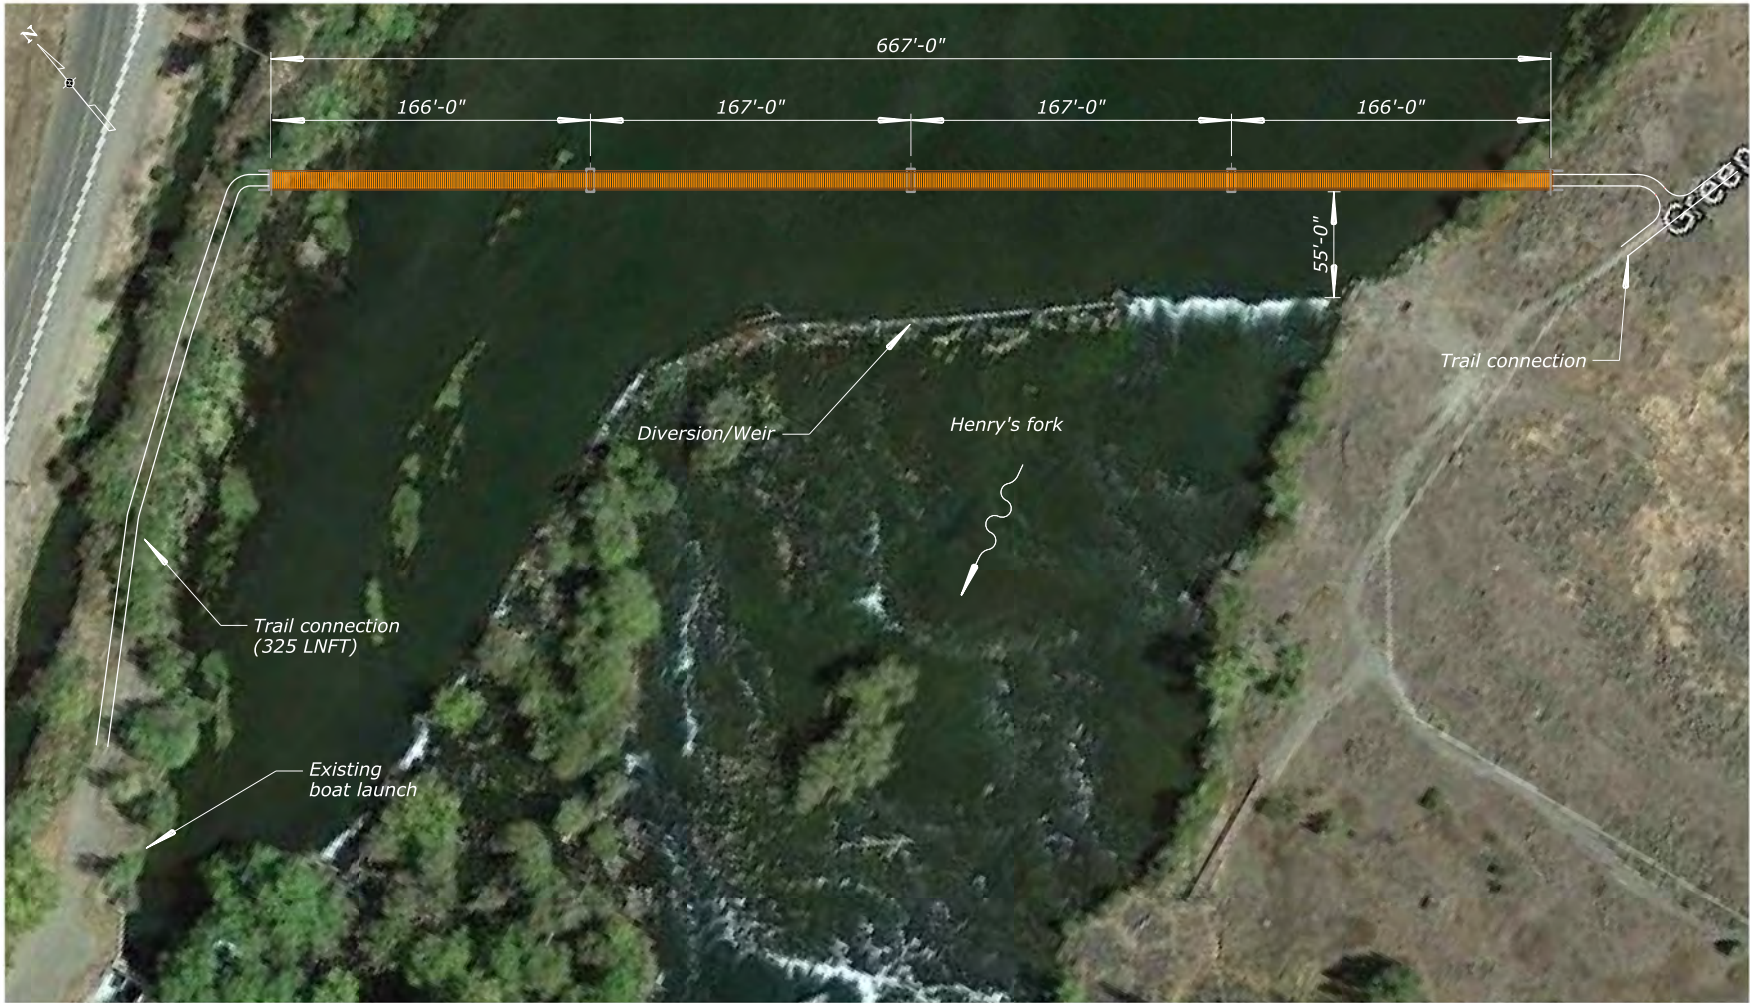 N
667'-0"
166'-0"
167'-0"
167'-0"
166'-0"
55'-0"
Trail connection
Diversion/Weir
Henry's fork
Trail connection
(325 LNFT)
Existing
boat launch